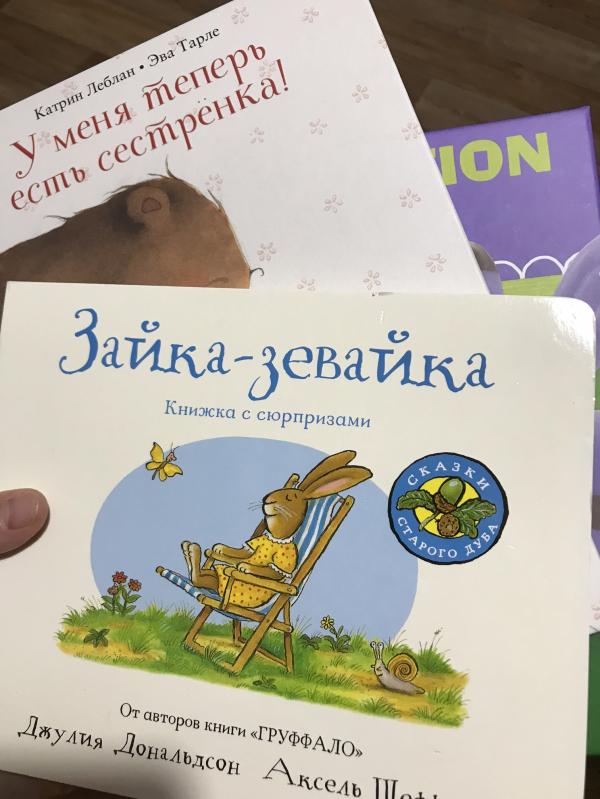 Катрин Леблан • Эва Тарле
У меня теперь
есть сестрёнка!
Зайка-зевайка
Книжка с сюрпризами
СКАЗКИ
СТАРОГО ДУБА
От авторов книги «ГРУФФАЛО»
Джулия Дональдсон Аксель